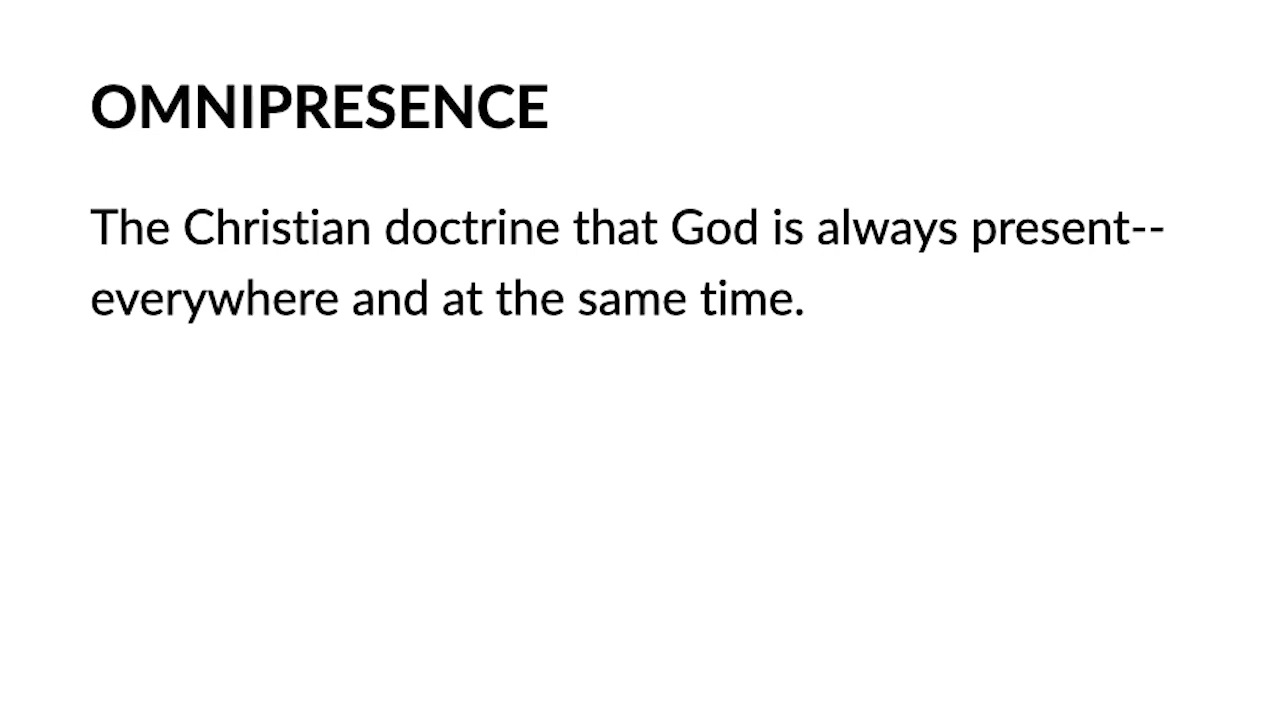 OMNIPRESENCE
The Christian doctrine that God is always present--
everywhere and at the same time.